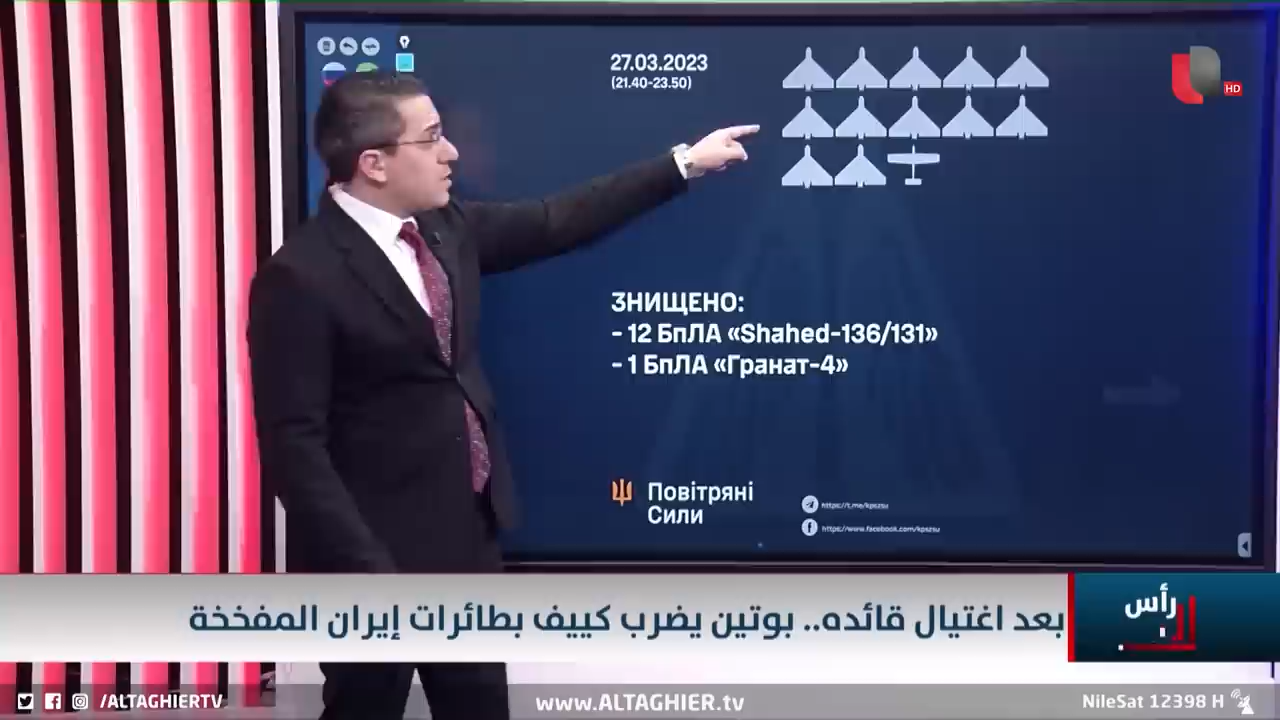 27.03.2023
(21.40-23.50)
HD
ЗНИЩЕНО:
- 12 БпЛА «Shahed-136/131»
- 1 БпЛА «Гранат-4»
Повітряні
Сили
https://t.me/kpszsu
https://www.facebook.com/kpszsu
بعد اغتيال قائده.. بوتين يضرب كييف بطائرات إيران المفخخة
رأس
/ALTAGHIERTV
www.ALTAGHIER.tv
NileSat 12398 H